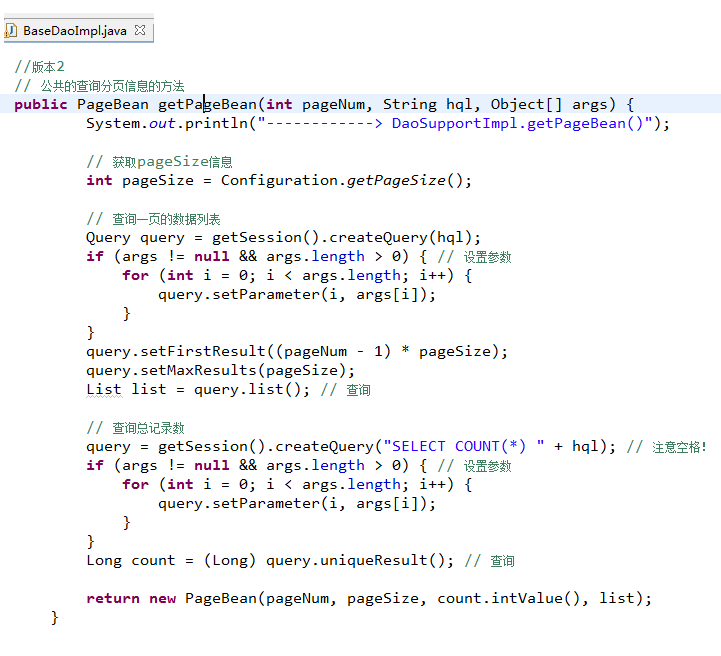 BaseDaoImpl.java
//版本2
// 公共的查询分页信息的方法
public PageBean getPageBean(int pageNum, String hql, Object[] args) {
System.out.println("------------> DaoSupportImpl.getPageBean()");
// 获取pageSize信息
int pageSize = Configuration.getPageSize();
// 查询一页的数据列表
Query query = getSession().createQuery(hql);
if (args != null && args.length > 0) { // 设置参数
for (int i = 0; i < args.length; i++) {
query.setParameter(i, args[i]);
}
}
query.setFirstResult((pageNum - 1) * pageSize);
query.setMaxResults(pageSize);
List list = query.list(); // 查询
// 查询总记录数
query = getSession().createQuery("SELECT COUNT(*) " + hql); // 注意空格!
if (args != null && args.length > 0) { // 设置参数
for (int i = 0; i < args.length; i++) {
query.setParameter(i, args[i]);
}
}
Long count = (Long) query.uniqueResult(); // 查询
return new PageBean(pageNum, pageSize, count.intValue(), list);
}